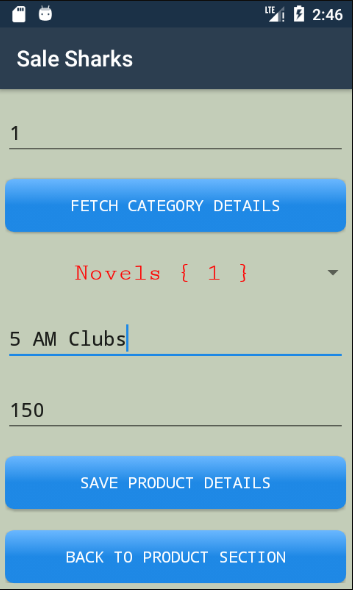 LTE 2:46
Sale Sharks
1
FETCH CATEGORY DETAILS
Novels { 1 }
5 AM Clubs
150
SAVE PRODUCT DETAILS
BACK TO PRODUCT SECTION